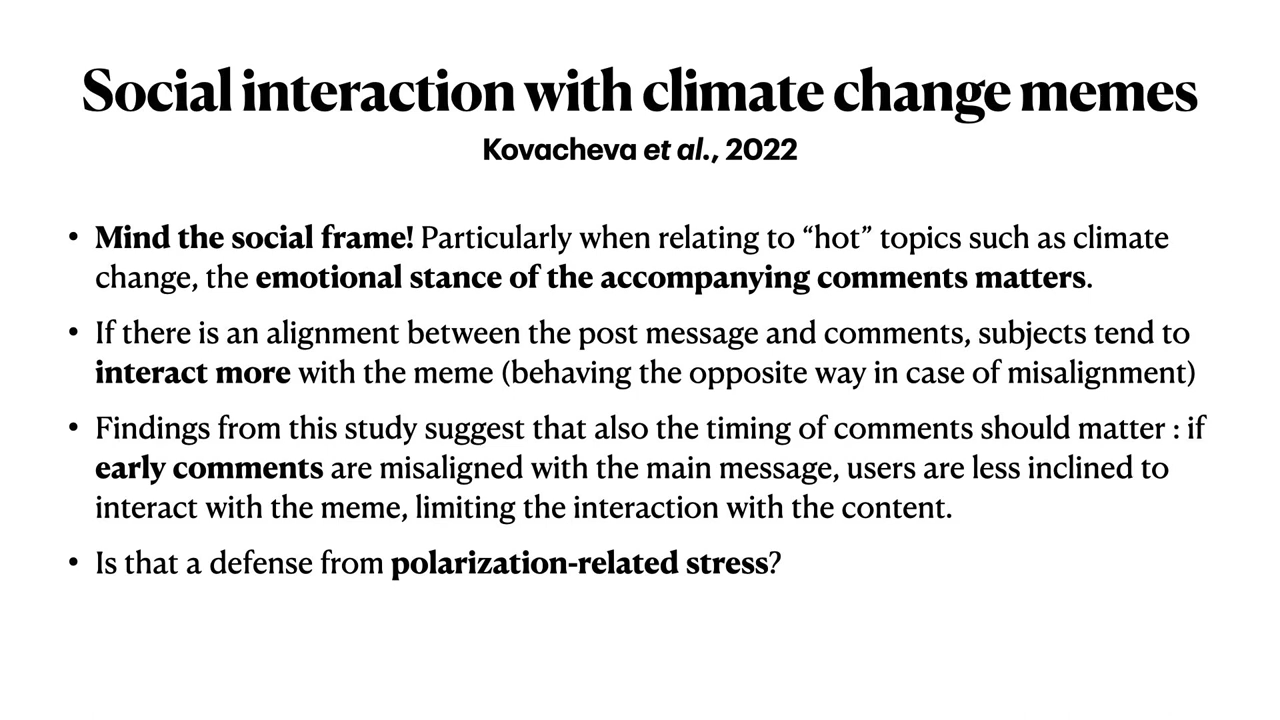 Social interaction with climate change memes
Kovacheva et al., 2022
• Mind the social frame! Particularly when relating to “hot” topics such as climate
change, the emotional stance of the accompanying comments matters.
• If there is an alignment between the post message and comments, subjects tend to
interact more with the meme (behaving the opposite way in case of misalignment)
• Findings from this study suggest that also the timing of comments should matter : if
early comments are misaligned with the main message, users are less inclined to
interact with the meme, limiting the interaction with the content.
• Is that a defense from polarization-related stress?